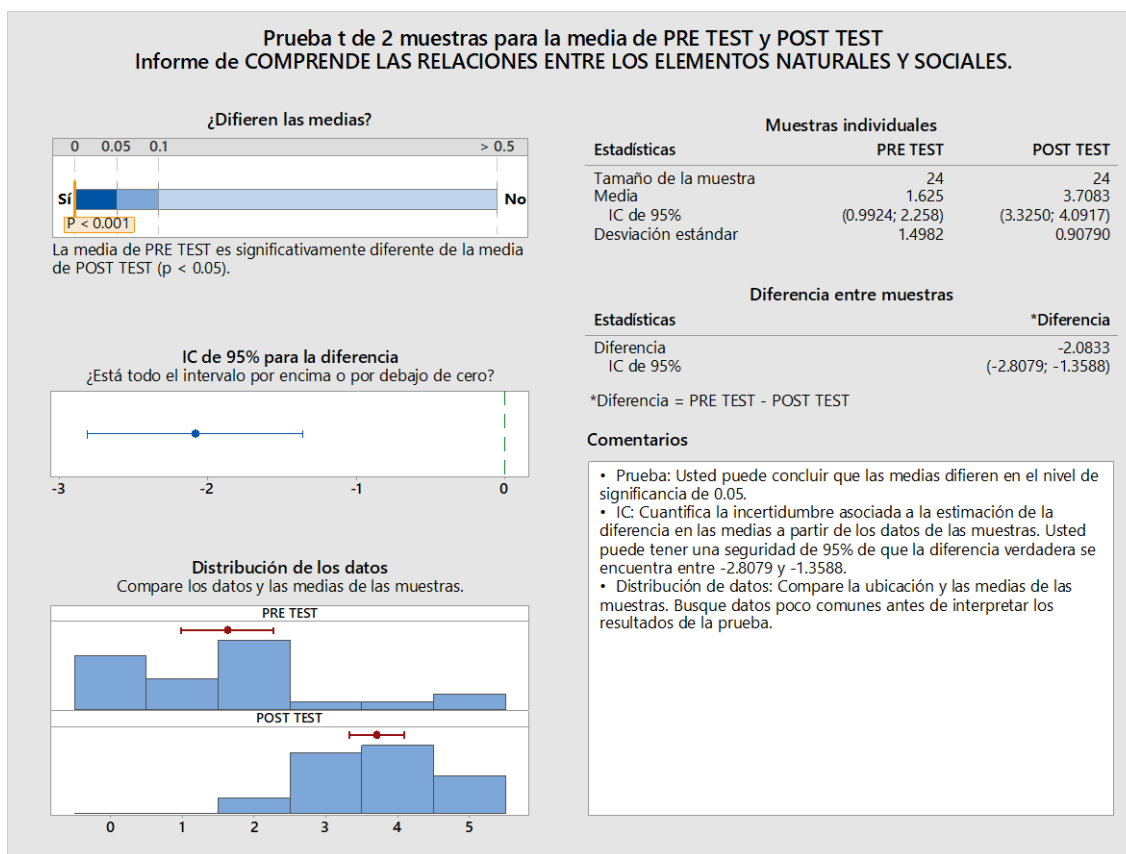 Prueba t de 2 muestras para la media de PRE TEST y POST TEST
Informe de COMPRENDE LAS RELACIONES ENTRE LOS ELEMENTOS NATURALES Y SOCIALES.
¿Difieren las medias?
0 0.05 0.1 > 0.5
Sí No
P < 0.001
La media de PRE TEST es significativamente diferente de la media
de POST TEST (p < 0.05).
IC de 95% para la diferencia
¿Está todo el intervalo por encima o por debajo de cero?
-3 -2 -1 0
Distribución de los datos
Compare los datos y las medias de las muestras.
PRE TEST
POST TEST
0 1 2 3 4 5
Muestras individuales
Estadísticas PRE TEST POST TEST
Tamaño de la muestra 24 24
Media 1.625 3.7083
IC de 95% (0.9924; 2.258) (3.3250; 4.0917)
Desviación estándar 1.4982 0.90790
Diferencia entre muestras
Estadísticas *Diferencia
Diferencia -2.0833
IC de 95% (-2.8079; -1.3588)
*Diferencia = PRE TEST - POST TEST
Comentarios
• Prueba: Usted puede concluir que las medias difieren en el nivel de
significancia de 0.05.
• IC: Cuantifica la incertidumbre asociada a la estimación de la
diferencia en las medias a partir de los datos de las muestras. Usted
puede tener una seguridad de 95% de que la diferencia verdadera se
encuentra entre -2.8079 y -1.3588.
• Distribución de datos: Compare la ubicación y las medias de las
muestras. Busque datos poco comunes antes de interpretar los
resultados de la prueba.